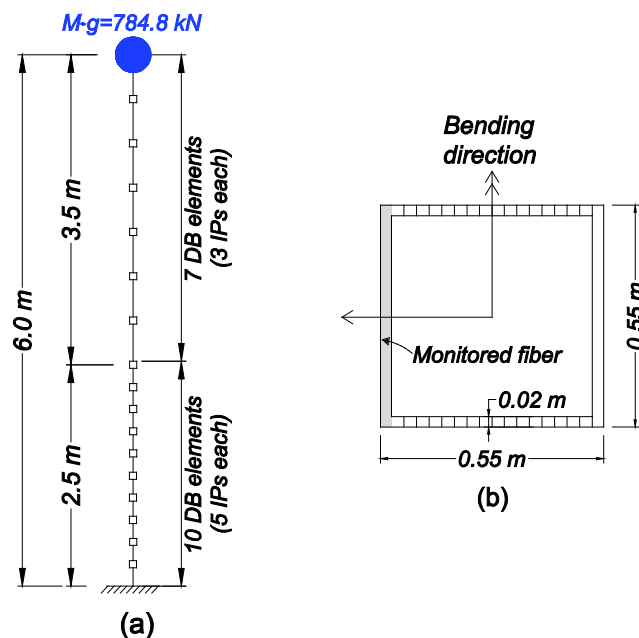 M·g=784.8 kN
6.0 m
3.5 m
2.5 m
7 DB elements
(3 IPs each)
10 DB elements
(5 IPs each)
(a)
Bending
direction
Monitored fiber
0.02 m
0.55 m
0.55 m
(b)